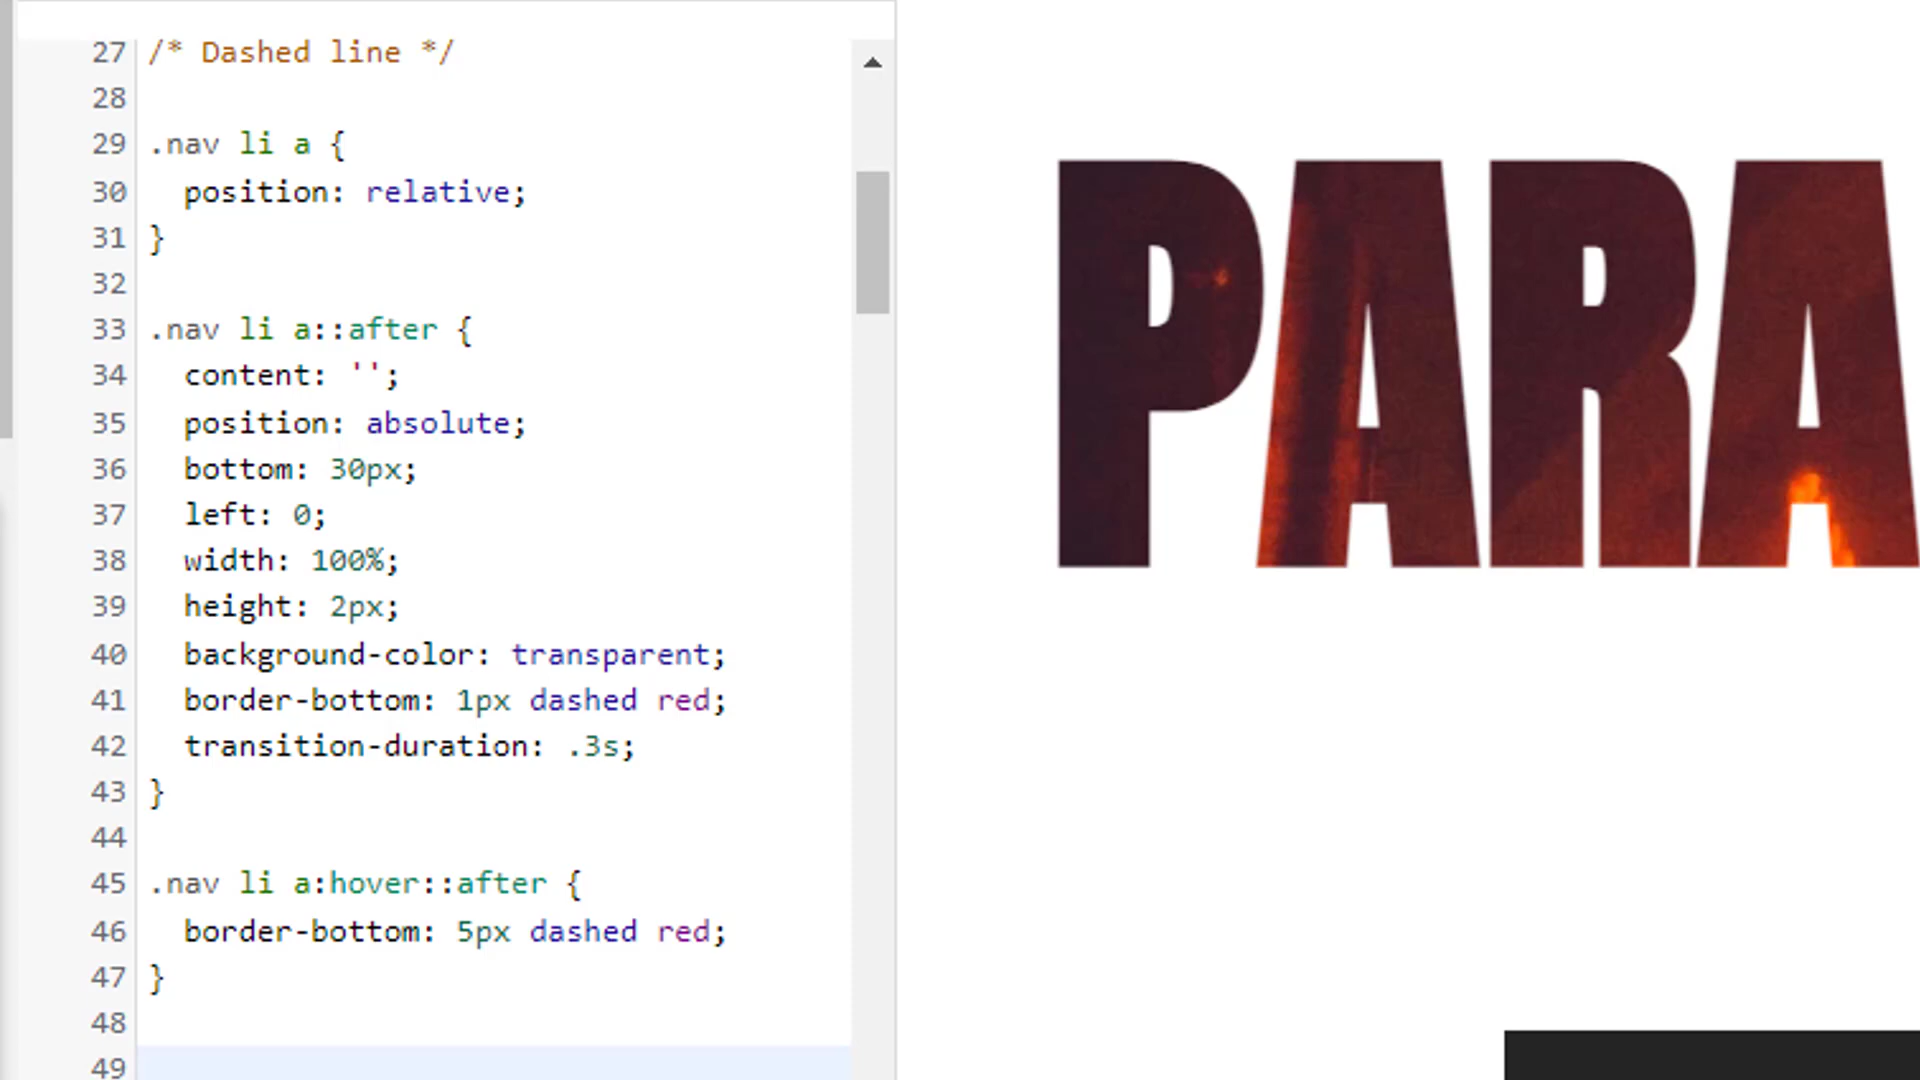 27 /* Dashed line */
28
29 .nav li a {
30 position: relative;
31 }
32
33 .nav li a::after {
34 content: '';
35 position: absolute;
36 bottom: 30px;
37 left: 0;
38 width: 100%;
39 height: 2px;
40 background-color: transparent;
41 border-bottom: 1px dashed red;
42 transition-duration: .3s;
43 }
44
45 .nav li a:hover::after {
46 border-bottom: 5px dashed red;
47 }
48
49
PARA